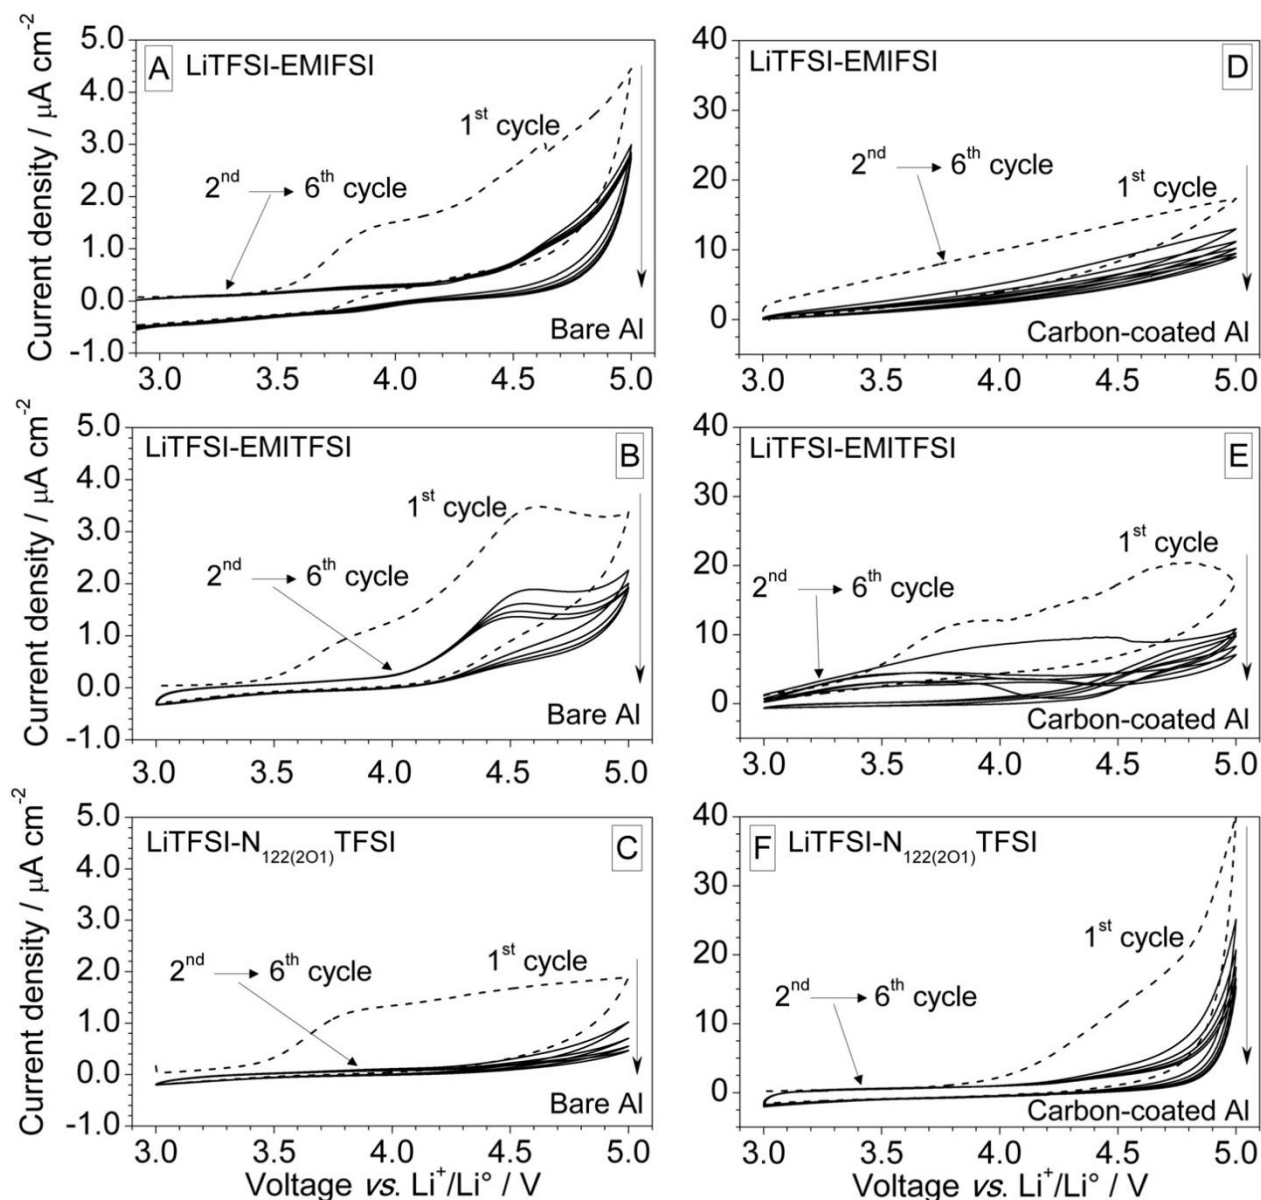 A LiTFSI-EMIFSI
5.0
4.0
3.0
2.0
1.0
0.0
-1.0
Current density / μA cm-2
1st cycle
2nd 6th cycle
Bare Al
3.0 3.5 4.0 4.5 5.0
LiTFSI-EMIFSI D
40
30
20
10
0
2nd 6th cycle
1st cycle
Carbon-coated Al
3.0 3.5 4.0 4.5 5.0
LiTFSI-EMITFSI B
5.0
4.0
3.0
2.0
1.0
0.0
-1.0
Current density / μA cm-2
1st cycle
2nd 6th cycle
Bare Al
3.0 3.5 4.0 4.5 5.0
LiTFSI-EMITFSI E
40
30
20
10
0
1st cycle
2nd 6th cycle
Carbon-coated Al
3.0 3.5 4.0 4.5 5.0
LiTFSI-N122(2O1)TFSI C
5.0
4.0
3.0
2.0
1.0
0.0
-1.0
Current density / μA cm-2
2nd 6th cycle
1st cycle
Bare Al
3.0 3.5 4.0 4.5 5.0
Voltage vs. Li+/Li° / V
F LiTFSI-N122(2O1)TFSI
40
30
20
10
0
1st cycle
2nd 6th cycle
Carbon-coated Al
3.0 3.5 4.0 4.5 5.0
Voltage vs. Li+/Li° / V